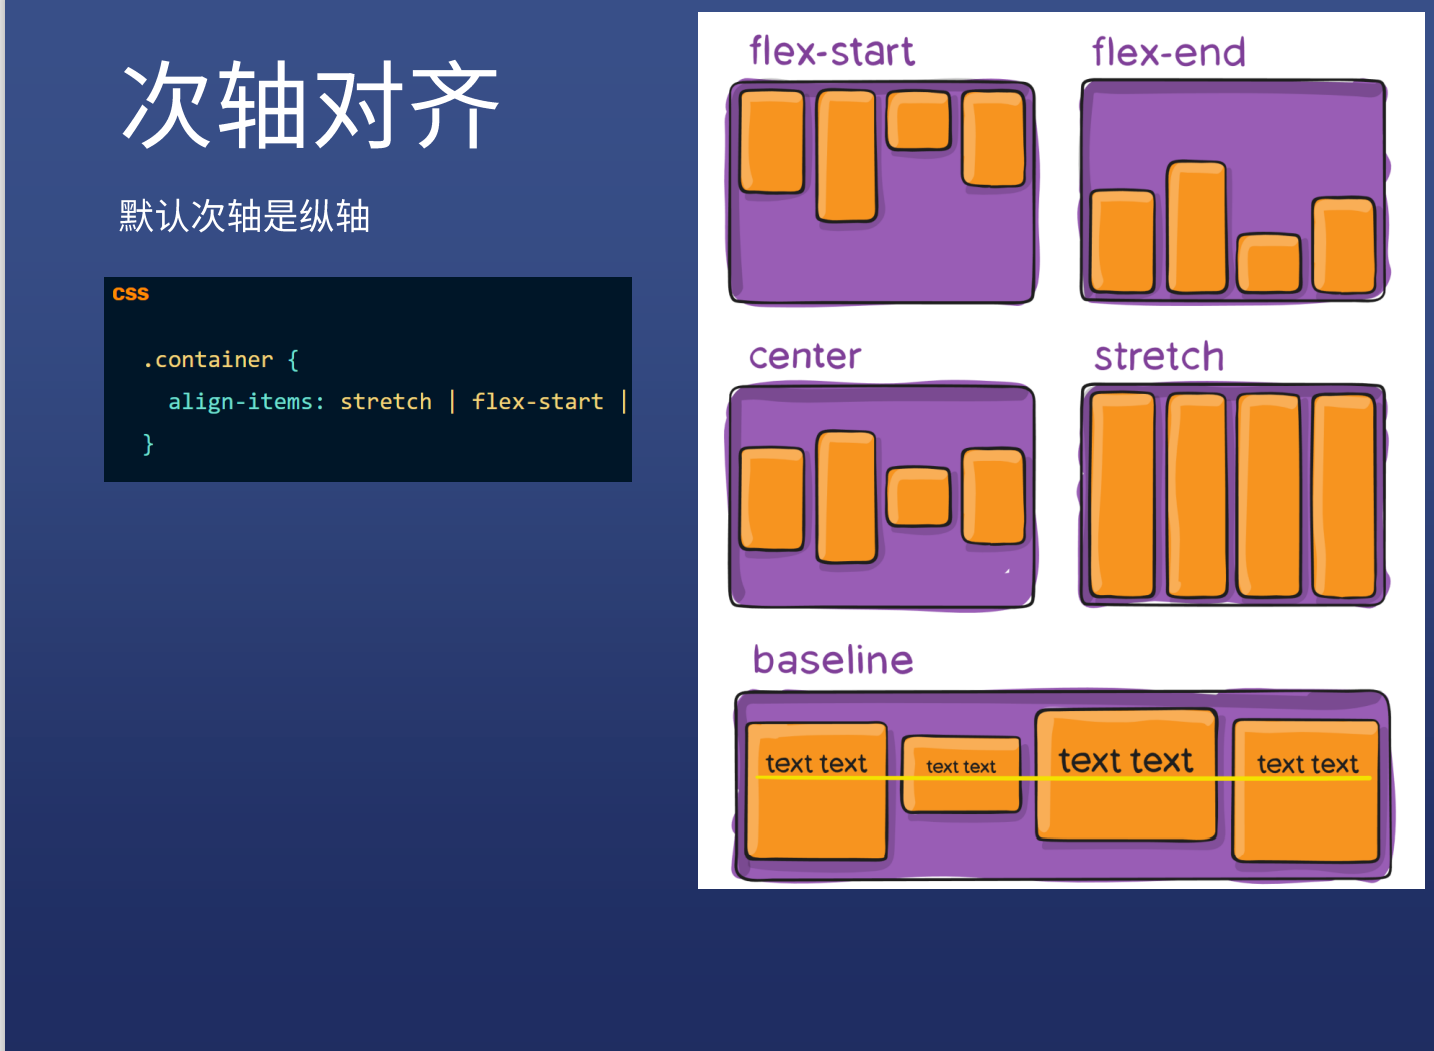 次轴对齐
默认次轴是纵轴
CSS
.container {
align-items: stretch | flex-start |
}
flex-start
flex-end
center
stretch
baseline
text text
text text
text text
text text